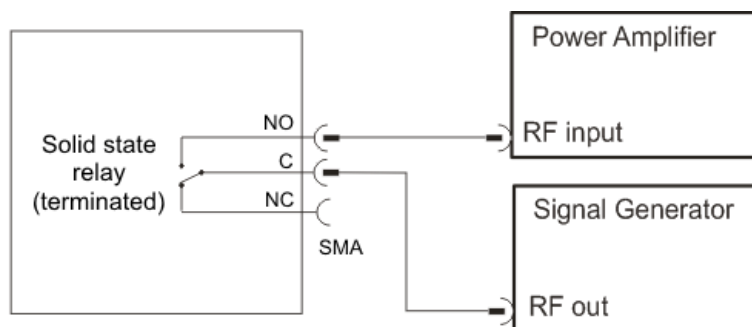 Power Amplifier
RF input
NO
Solid state
relay
(terminated)
C
NC
SMA
Signal Generator
RF out